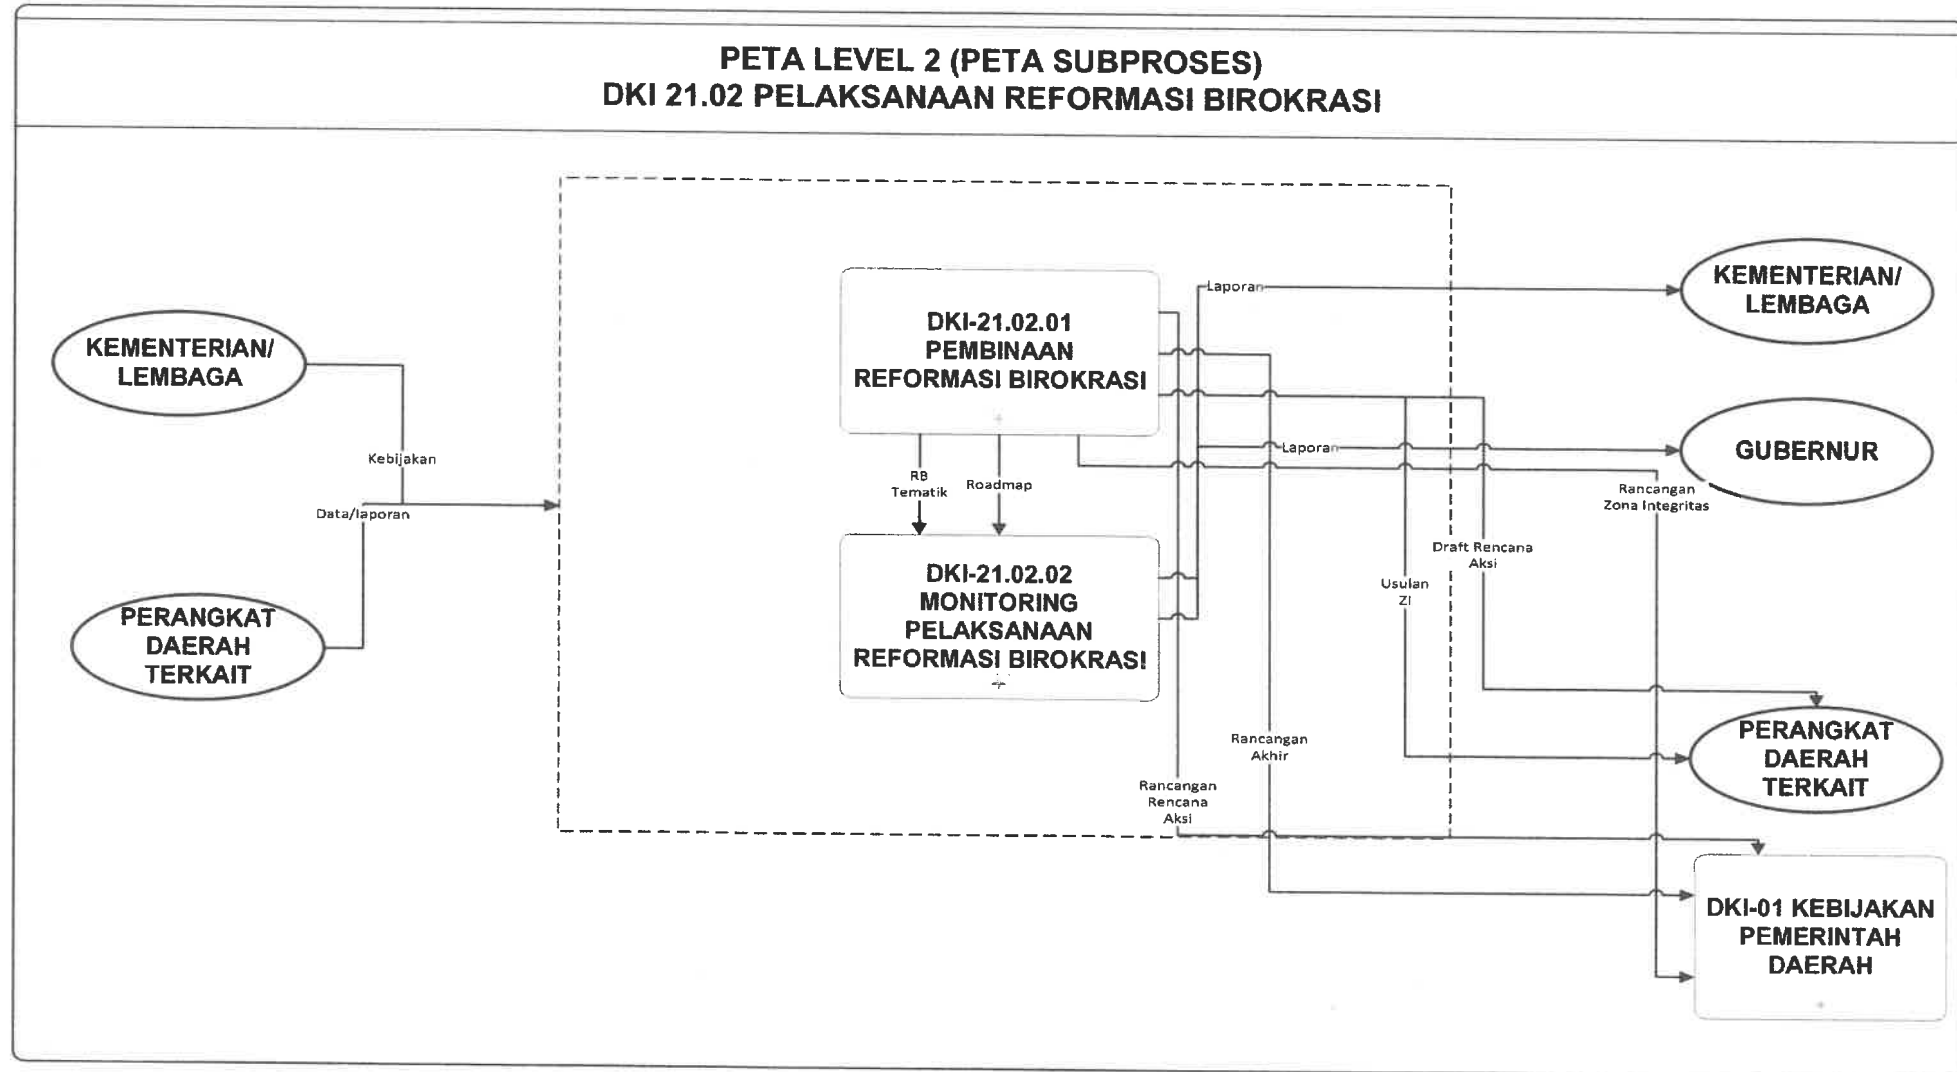 PETA LEVEL 2 (PETA SUBPROSES)
DKI 21.02 PELAKSANAAN REFORMASI BIROKRASI
KEMENTERIAN/
LEMBAGA
Kebijakan
Data/laporan
PERANGKAT
DAERAH
TERKAIT
DKI-21.02.01
PEMBINAAN
REFORMASI BIROKRASI
RB
Tematik
Roadmap
DKI-21.02.02
MONITORING
PELAKSANAAN
REFORMASI BIROKRASI
Laporan
Laporan
Rancangan
Zona Integritas
Draft Rencana
Aksi
Usulan
ZI
Rancangan
Akhir
Rancangan
Rencana
Aksi
KEMENTERIAN/
LEMBAGA
GUBERNUR
PERANGKAT
DAERAH
TERKAIT
DKI-01 KEBIJAKAN
PEMERINTAH
DAERAH